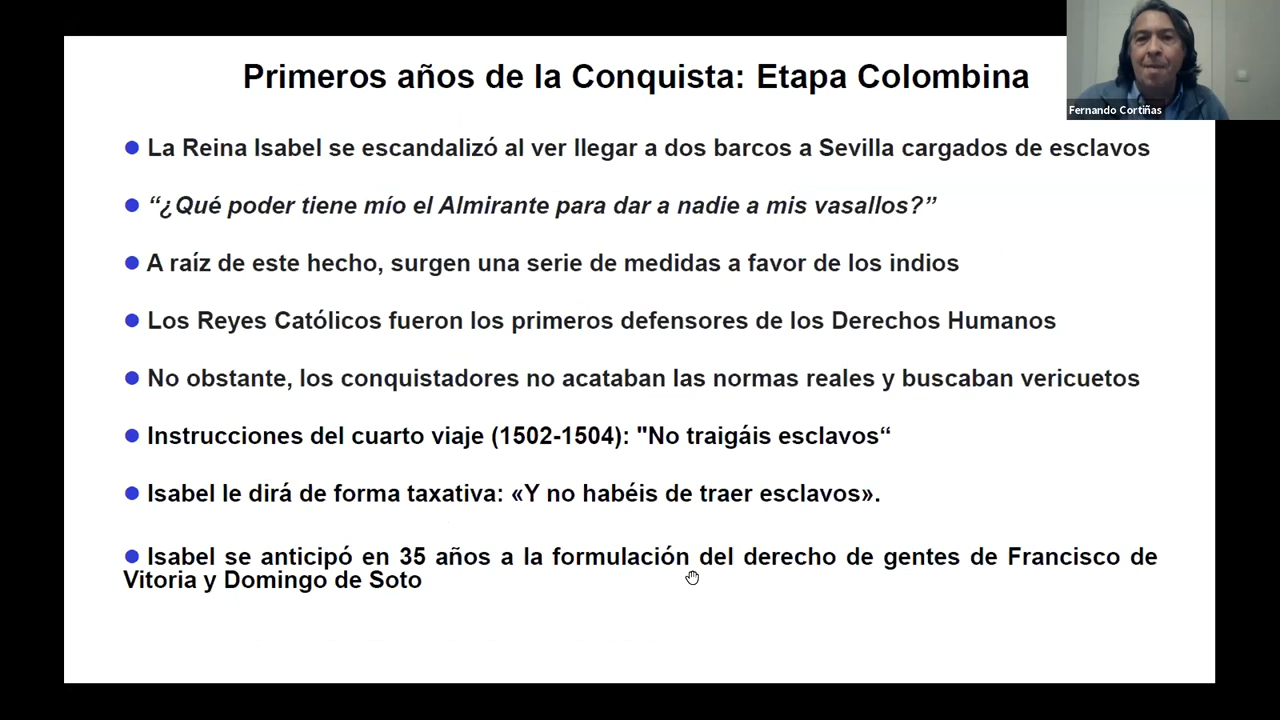 Primeros años de la Conquista: Etapa Colombina
Fernando Cortiñas
● La Reina Isabel se escandalizó al ver llegar a dos barcos a Sevilla cargados de esclavos
● “¿Qué poder tiene mío el Almirante para dar a nadie a mis vasallos?”
● A raíz de este hecho, surgen una serie de medidas a favor de los indios
● Los Reyes Católicos fueron los primeros defensores de los Derechos Humanos
● No obstante, los conquistadores no acataban las normas reales y buscaban vericuetos
● Instrucciones del cuarto viaje (1502-1504): "No traigáis esclavos“
● Isabel le dirá de forma taxativa: «Y no habéis de traer esclavos».
● Isabel se anticipó en 35 años a la formulación del derecho de gentes de Francisco de
Vitoria y Domingo de Soto